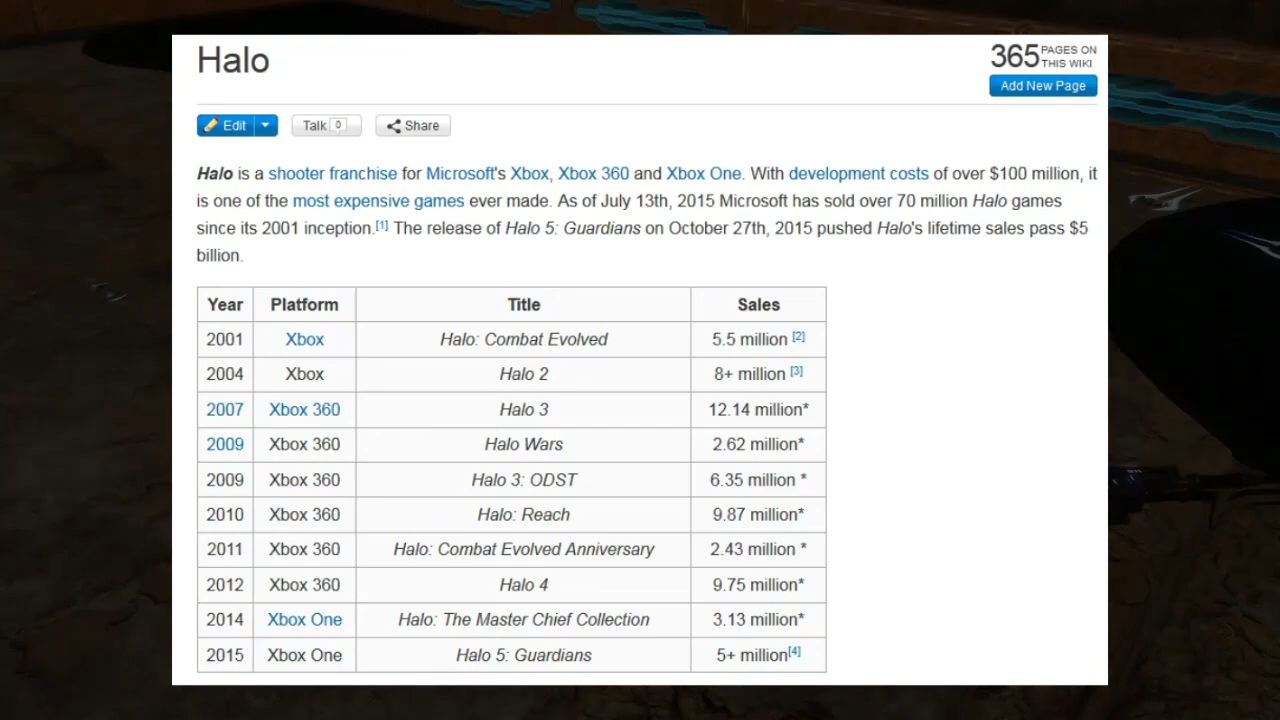 Halo
365 PAGES ON THIS WIKI
Add New Page
Edit Talk 0 Share
Halo is a shooter franchise for Microsoft's Xbox, Xbox 360 and Xbox One. With development costs of over $100 million, it
is one of the most expensive games ever made. As of July 13th, 2015 Microsoft has sold over 70 million Halo games
since its 2001 inception.[1] The release of Halo 5: Guardians on October 27th, 2015 pushed Halo's lifetime sales pass $5
billion.
Year Platform Title Sales
2001 Xbox Halo: Combat Evolved 5.5 million [2]
2004 Xbox Halo 2 8+ million [3]
2007 Xbox 360 Halo 3 12.14 million*
2009 Xbox 360 Halo Wars 2.62 million*
2009 Xbox 360 Halo 3: ODST 6.35 million *
2010 Xbox 360 Halo: Reach 9.87 million*
2011 Xbox 360 Halo: Combat Evolved Anniversary 2.43 million *
2012 Xbox 360 Halo 4 9.75 million*
2014 Xbox One Halo: The Master Chief Collection 3.13 million*
2015 Xbox One Halo 5: Guardians 5+ million[4]